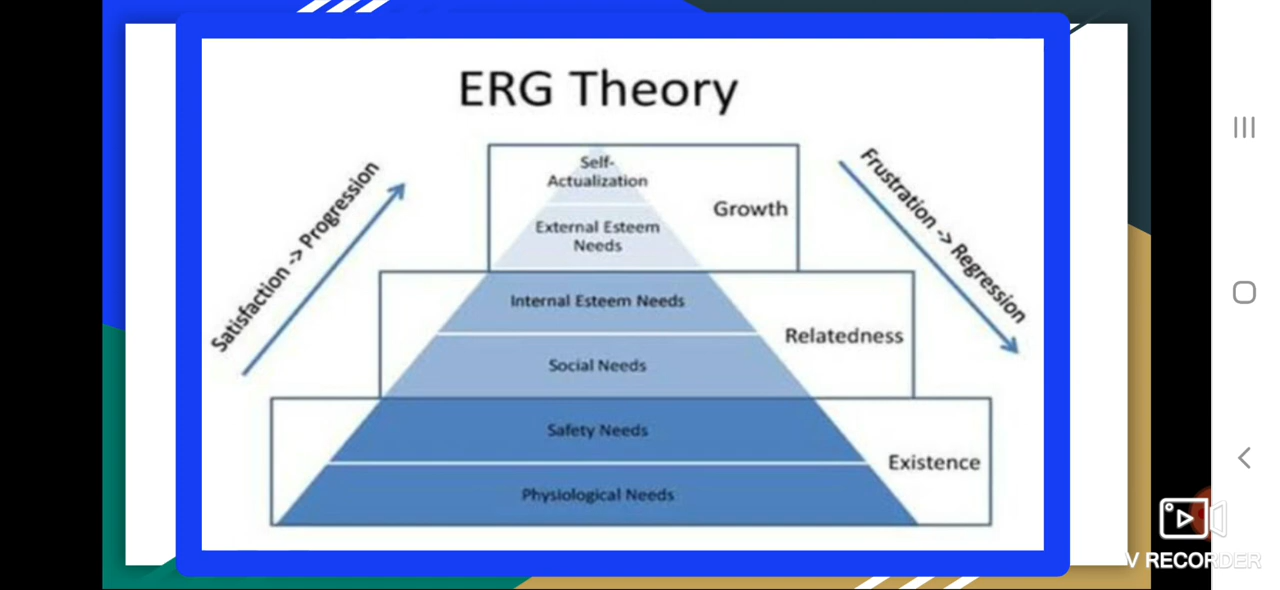 ERG Theory
Satisfaction -> Progression
Frustration -> Regression
Self-
Actualization
Growth
External Esteem
Needs
Internal Esteem Needs
Relatedness
Social Needs
Safety Needs
Existence
Physiological Needs
V RECORDER